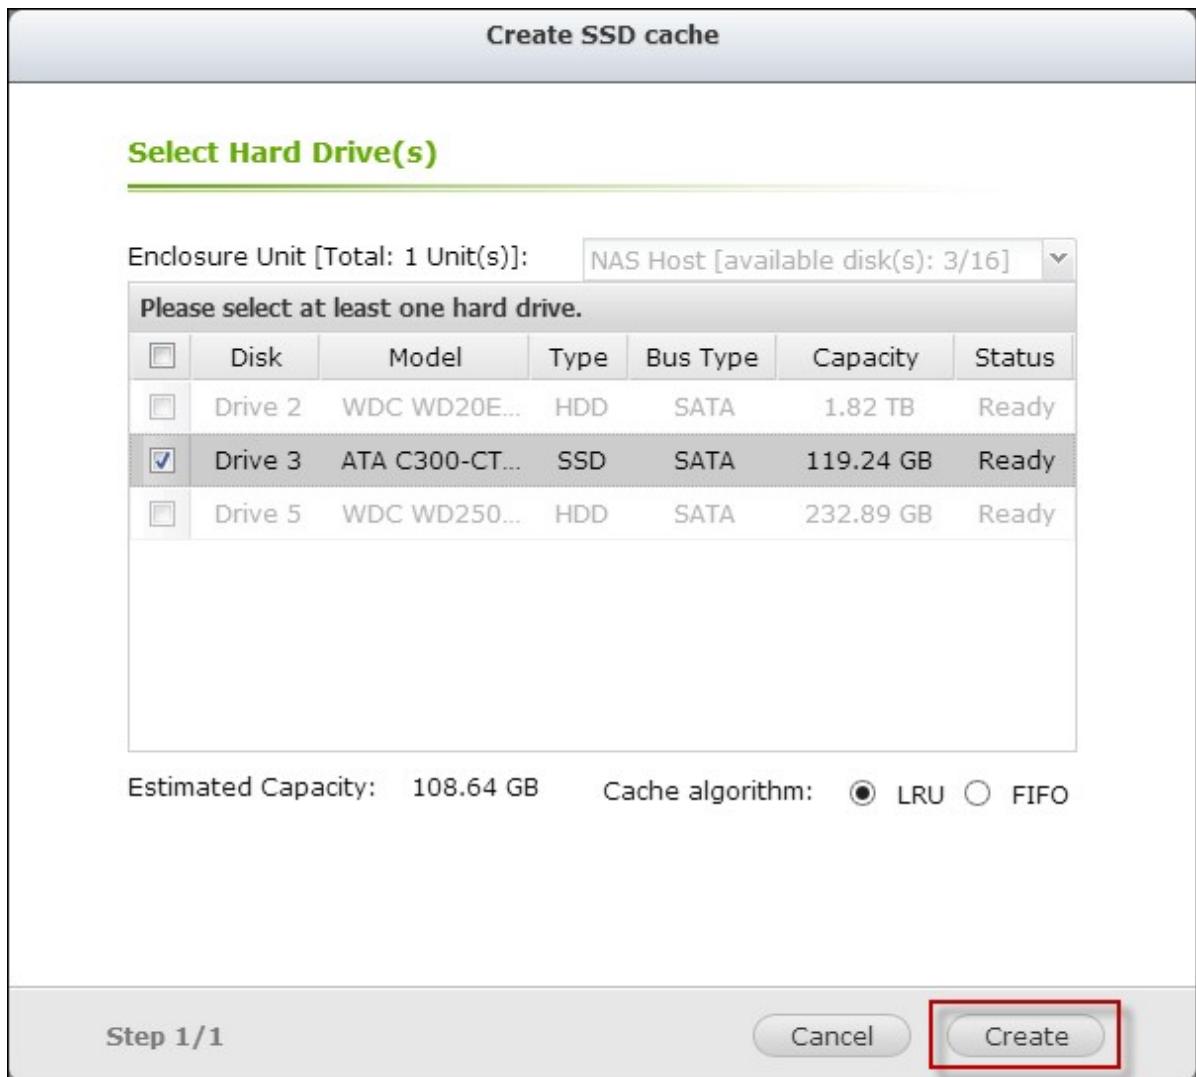 Create SSD cache
Select Hard Drive(s)
Enclosure Unit [Total: 1 Unit(s)]: NAS Host [available disk(s): 3/16]
Please select at least one hard drive.
Disk Model Type Bus Type Capacity Status
Drive 2 WDC WD20E... HDD SATA 1.82 TB Ready
Drive 3 ATA C300-CT... SSD SATA 119.24 GB Ready
Drive 5 WDC WD250... HDD SATA 232.89 GB Ready
Estimated Capacity: 108.64 GB Cache algorithm: LRU FIFO
Step 1/1 Cancel Create